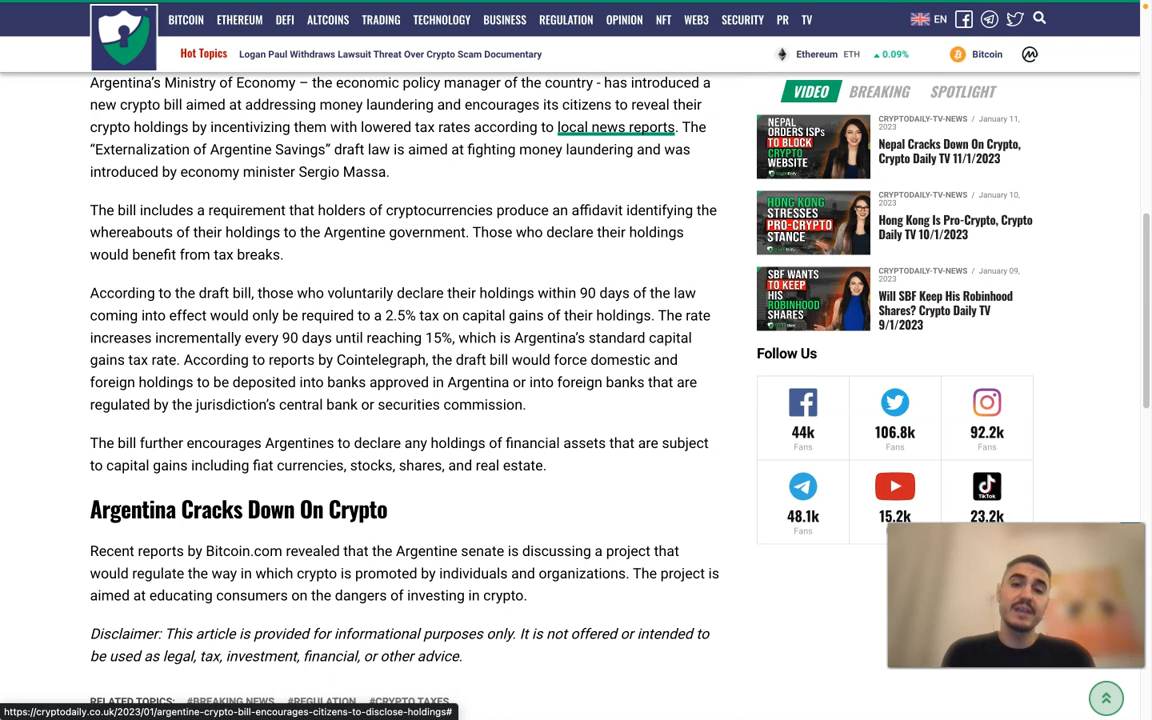 BITCOIN ETHEREUM DEFI ALTCOINS TRADING TECHNOLOGY BUSINESS REGULATION OPINION NFT WEB3 SECURITY PR TV EN
Hot Topics Logan Paul Withdraws Lawsuit Threat Over Crypto Scam Documentary Ethereum ETH ▲0.09% Bitcoin
Argentina’s Ministry of Economy – the economic policy manager of the country - has introduced a
new crypto bill aimed at addressing money laundering and encourages its citizens to reveal their
crypto holdings by incentivizing them with lowered tax rates according to local news reports. The
“Externalization of Argentine Savings” draft law is aimed at fighting money laundering and was
introduced by economy minister Sergio Massa.
The bill includes a requirement that holders of cryptocurrencies produce an affidavit identifying the
whereabouts of their holdings to the Argentine government. Those who declare their holdings
would benefit from tax breaks.
According to the draft bill, those who voluntarily declare their holdings within 90 days of the law
coming into effect would only be required to a 2.5% tax on capital gains of their holdings. The rate
increases incrementally every 90 days until reaching 15%, which is Argentina’s standard capital
gains tax rate. According to reports by Cointelegraph, the draft bill would force domestic and
foreign holdings to be deposited into banks approved in Argentina or into foreign banks that are
regulated by the jurisdiction’s central bank or securities commission.
The bill further encourages Argentines to declare any holdings of financial assets that are subject
to capital gains including fiat currencies, stocks, shares, and real estate.
Argentina Cracks Down On Crypto
Recent reports by Bitcoin.com revealed that the Argentine senate is discussing a project that
would regulate the way in which crypto is promoted by individuals and organizations. The project is
aimed at educating consumers on the dangers of investing in crypto.
Disclaimer: This article is provided for informational purposes only. It is not offered or intended to
be used as legal, tax, investment, financial, or other advice.
RELATED TOPICS: #BREAKING NEWS #REGULATION #CRYPTO TAXES
https://cryptodaily.co.uk/2023/01/argentine-crypto-bill-encourages-citizens-to-disclose-holdings#
VIDEO BREAKING SPOTLIGHT
NEPAL
ORDERS ISPs
TO BLOCK
CRYPTO
WEBSITE
CRYPTODAILY-TV-NEWS / January 11,
2023
Nepal Cracks Down On Crypto,
Crypto Daily TV 11/1/2023
HONG KONG
STRESSES
PRO-CRYPTO
STANCE
CRYPTODAILY-TV-NEWS / January 10,
2023
Hong Kong Is Pro-Crypto, Crypto
Daily TV 10/1/2023
SBF WANTS
TO KEEP
HIS
ROBINHOOD
SHARES
CRYPTODAILY-TV-NEWS / January 09,
2023
Will SBF Keep His Robinhood
Shares? Crypto Daily TV
9/1/2023
Follow Us
44k 106.8k 92.2k
Fans Fans Fans
TikTok
48.1k 15.2k 23.2k
Fans